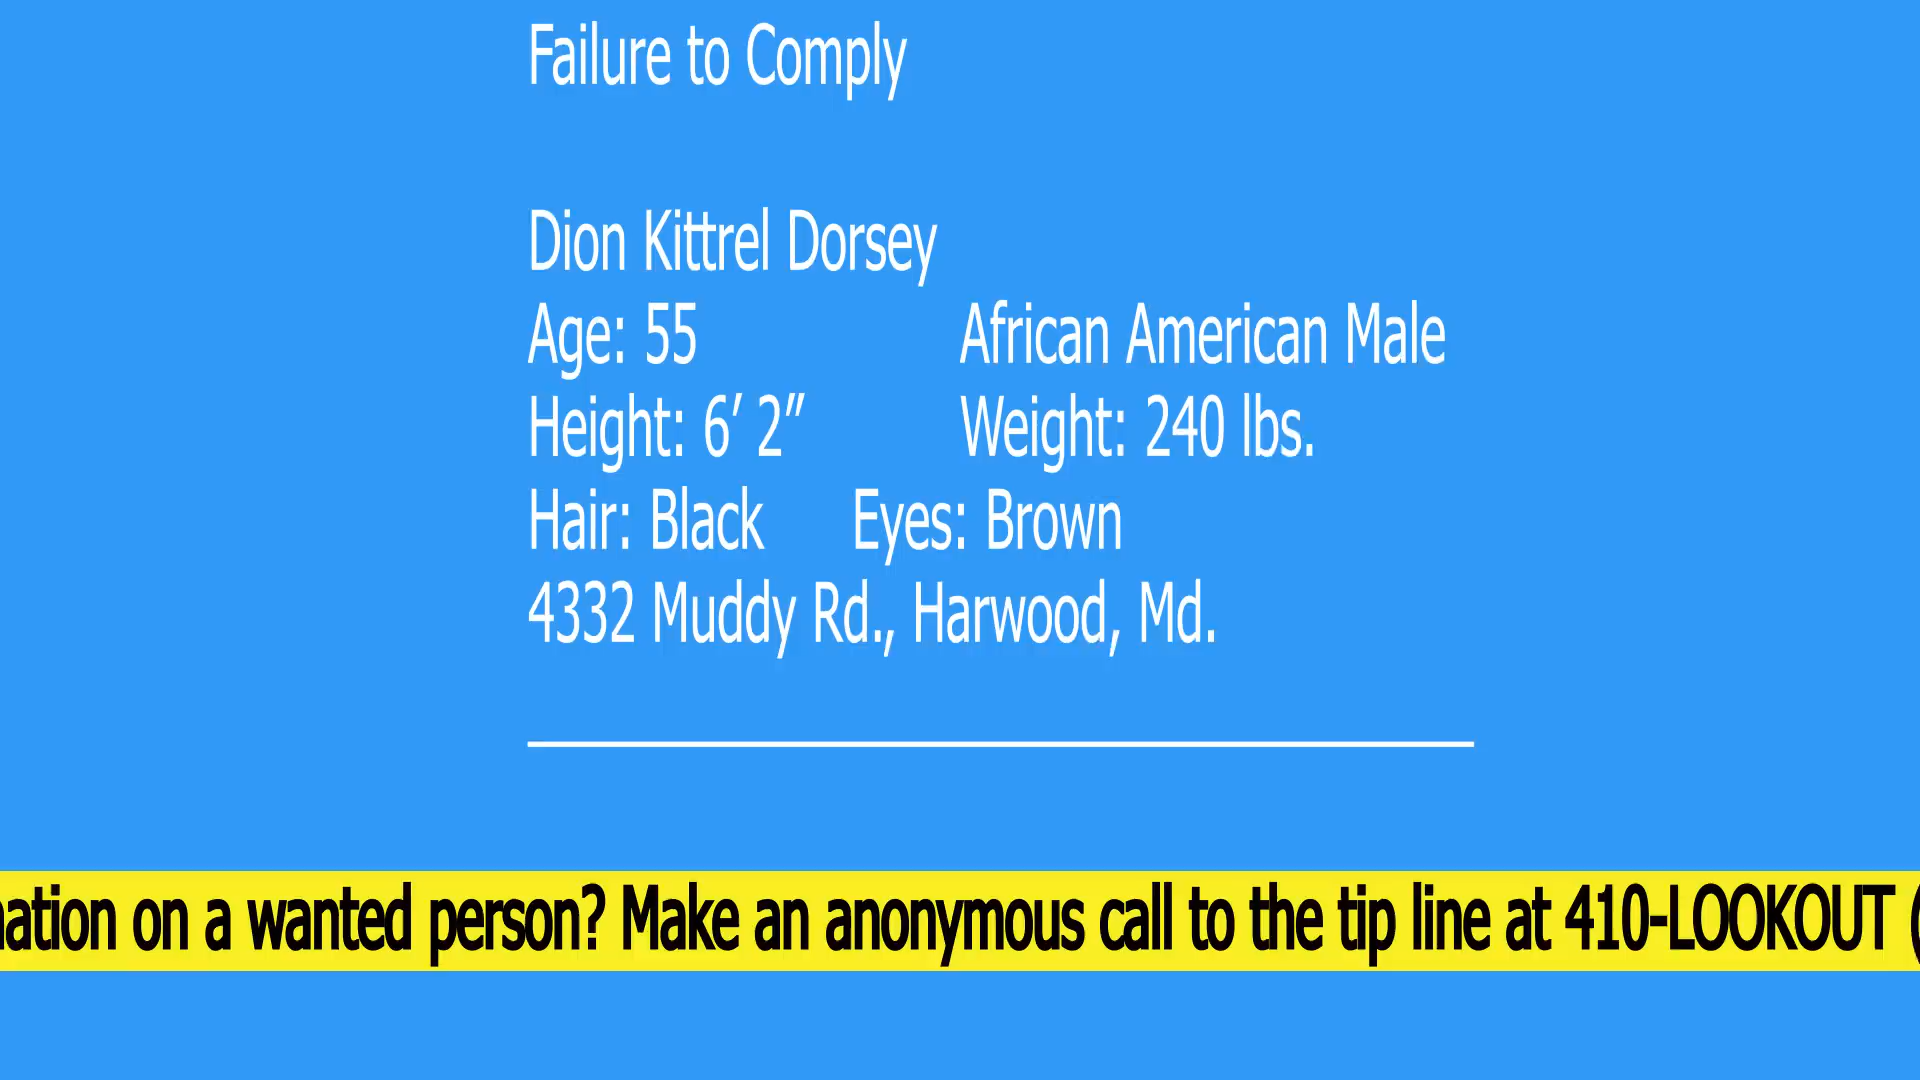 Failure to Comply
Dion Kittrel Dorsey
Age: 55 African American Male
Height: 6’ 2” Weight: 240 lbs.
Hair: Black Eyes: Brown
4332 Muddy Rd., Harwood, Md.
on a wanted person? Make an anonymous call to the tip line at 410-LOOKOUT